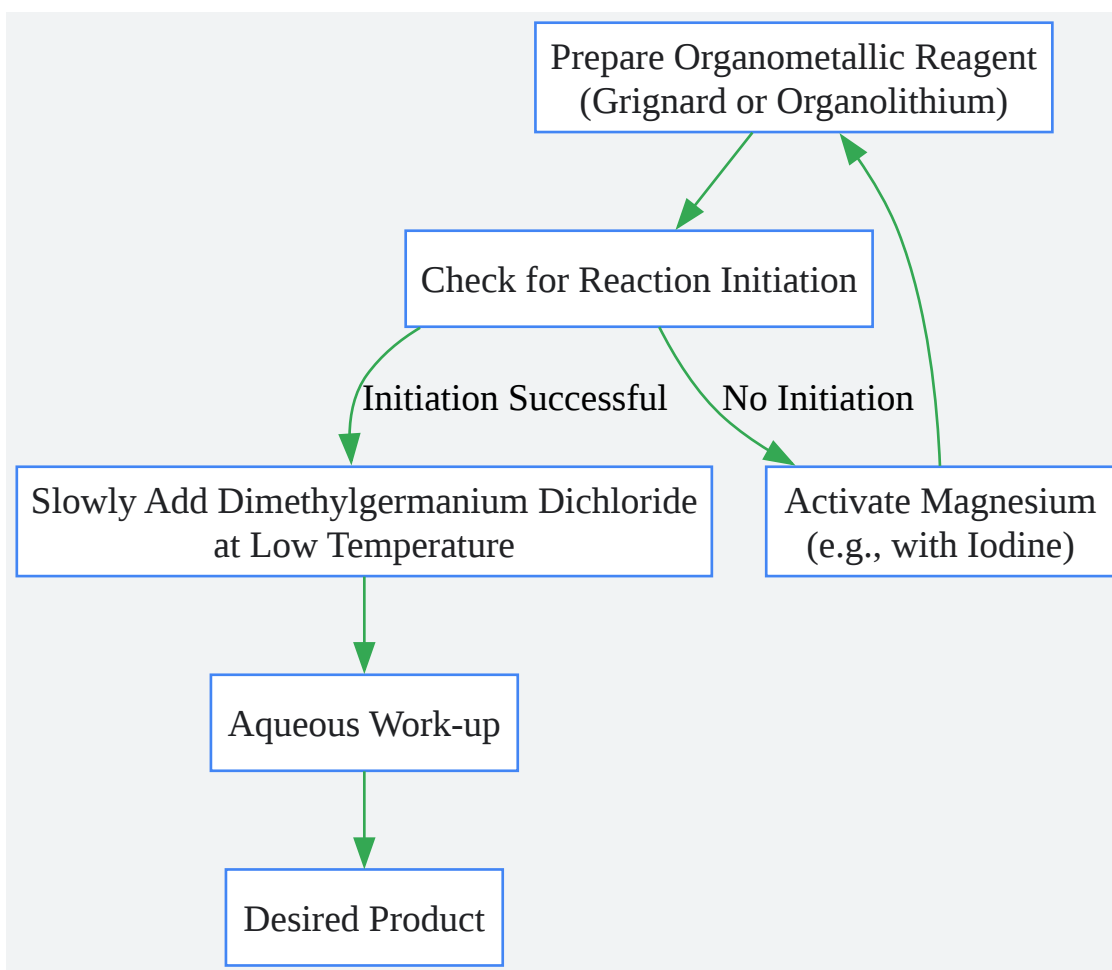 Prepare Organometallic Reagent
(Grignard or Organolithium)
Check for Reaction Initiation
Initiation Successful
No Initiation
Slowly Add Dimethylgermanium Dichloride
at Low Temperature
Activate Magnesium
(e.g., with Iodine)
Aqueous Work-up
Desired Product